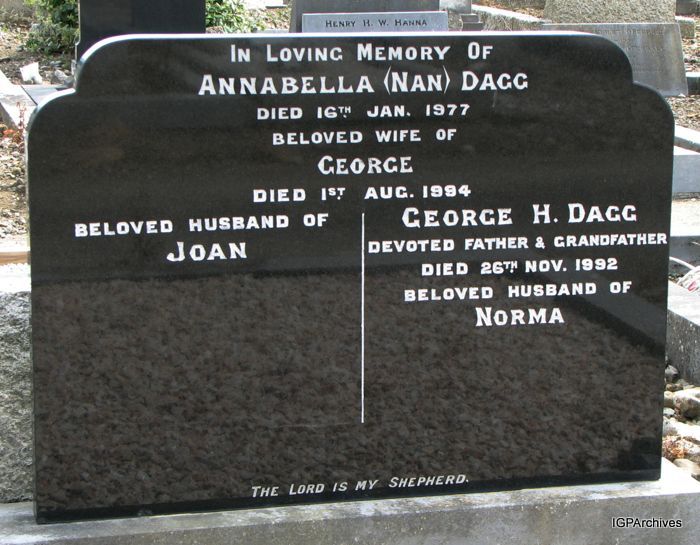 HENRY H. W. HANNA
IN LOVING MEMORY OF
ANNABELLA (NAN) DAGG
DIED 16TH JAN. 1977
BELOVED WIFE OF
GEORGE
DIED 1ST AUG. 1994
BELOVED HUSBAND OF
JOAN
GEORGE H. DAGG
DEVOTED FATHER & GRANDFATHER
DIED 26TH NOV. 1992
BELOVED HUSBAND OF
NORMA
THE LORD IS MY SHEPHERD.
IGPArchives